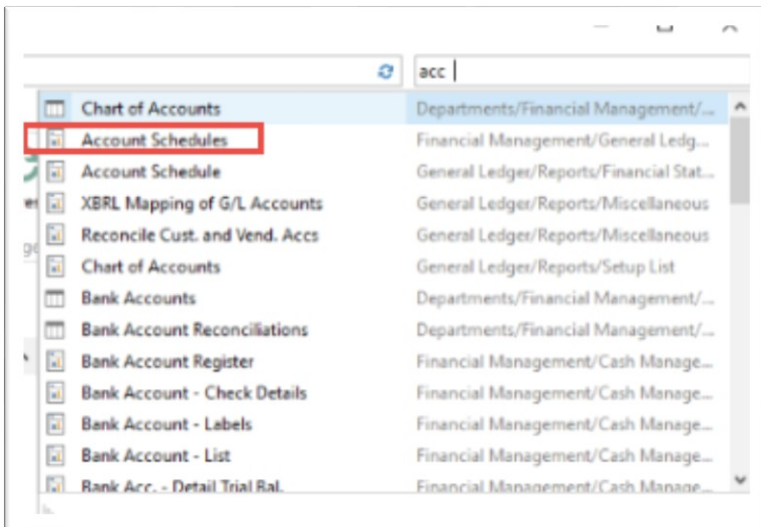 acc
Chart of Accounts Departments/Financial Management/...
Account Schedules Financial Management/General Ledg...
Account Schedule General Ledger/Reports/Financial Stat...
XBRL Mapping of G/L Accounts General Ledger/Reports/Miscellaneous
Reconcile Cust. and Vend. Accs General Ledger/Reports/Miscellaneous
Chart of Accounts General Ledger/Reports/Setup List
Bank Accounts Departments/Financial Management/...
Bank Account Reconciliations Departments/Financial Management/...
Bank Account Register Financial Management/Cash Manage...
Bank Account - Check Details Financial Management/Cash Manage...
Bank Account - Labels Financial Management/Cash Manage...
Bank Account - List Financial Management/Cash Manage...
Bank Acc. - Detail Trial Bal. Financial Management/Cash Manage...